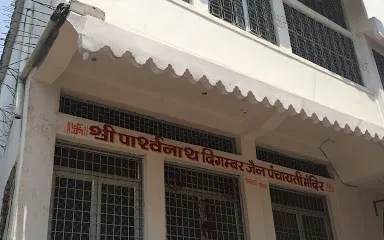 श्री पार्श्वनाथ दिगम्बर जैन पंचायती मंदिर